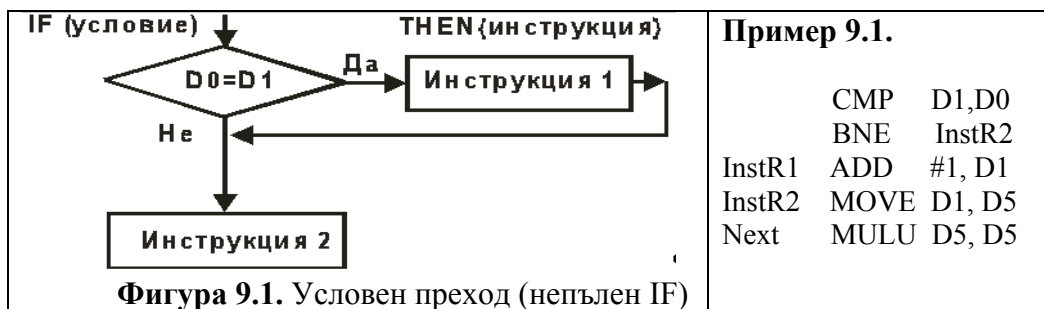 IF (условие)
THEN{инструкция}
D0=D1
Да
Инструкция 1
Не
Инструкция 2
Фигура 9.1. Условен преход (непълен IF)
Пример 9.1.
CMP D1,D0
BNE InstR2
InstR1 ADD #1, D1
InstR2 MOVE D1, D5
Next MULU D5, D5